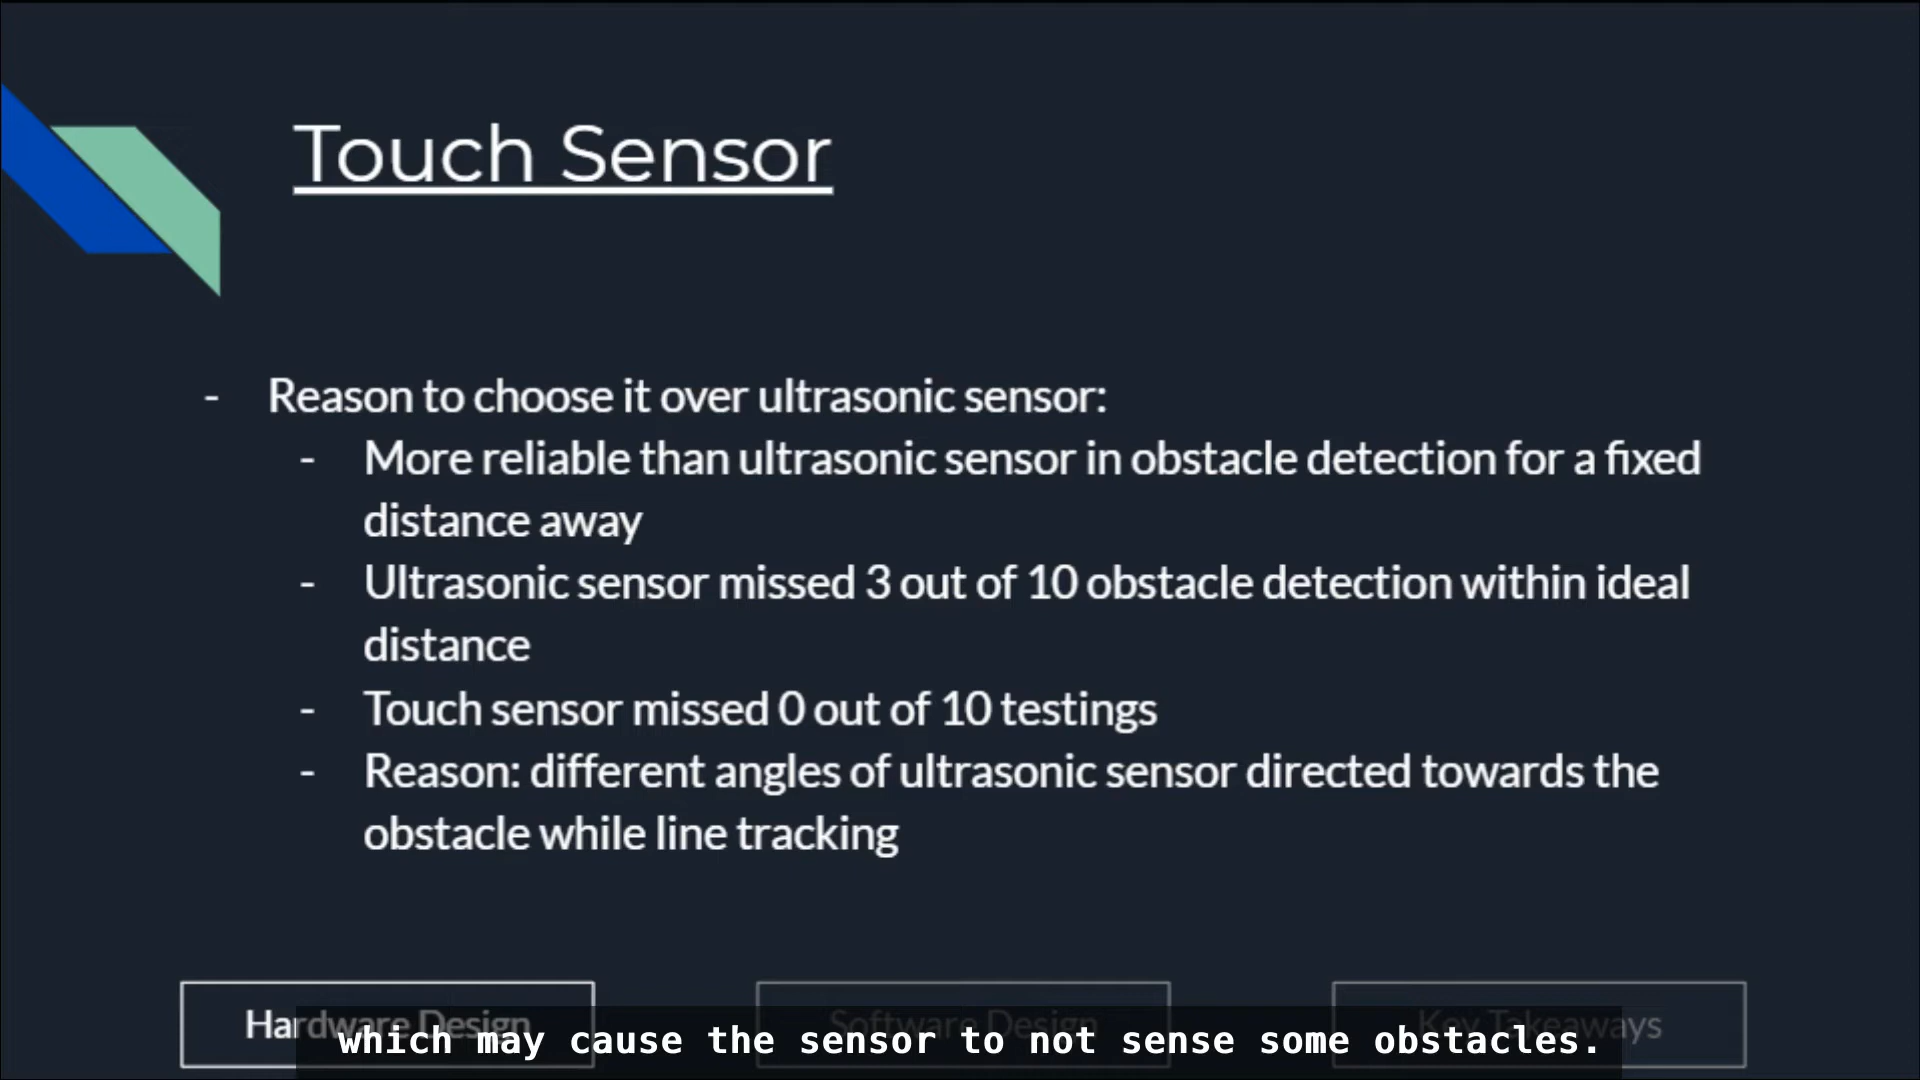 Touch Sensor
- Reason to choose it over ultrasonic sensor:
- More reliable than ultrasonic sensor in obstacle detection for a fixed
distance away
- Ultrasonic sensor missed 3 out of 10 obstacle detection within ideal
distance
- Touch sensor missed 0 out of 10 testings
- Reason: different angles of ultrasonic sensor directed towards the
obstacle while line tracking
Hardware Design
Software Design
Key Takeaways
which may cause the sensor to not sense some obstacles.